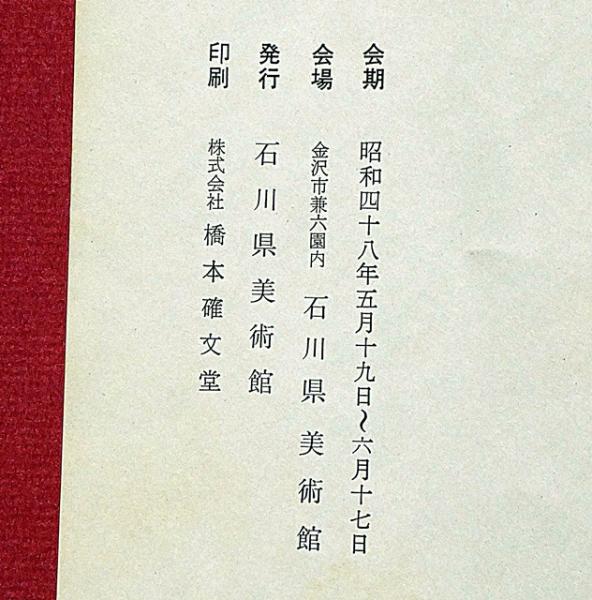 会期　昭和四十八年五月十九日～六月十七日
会場　金沢市兼六園内　石川県美術館
発行　石川県美術館
印刷　株式会社　橋本確文堂